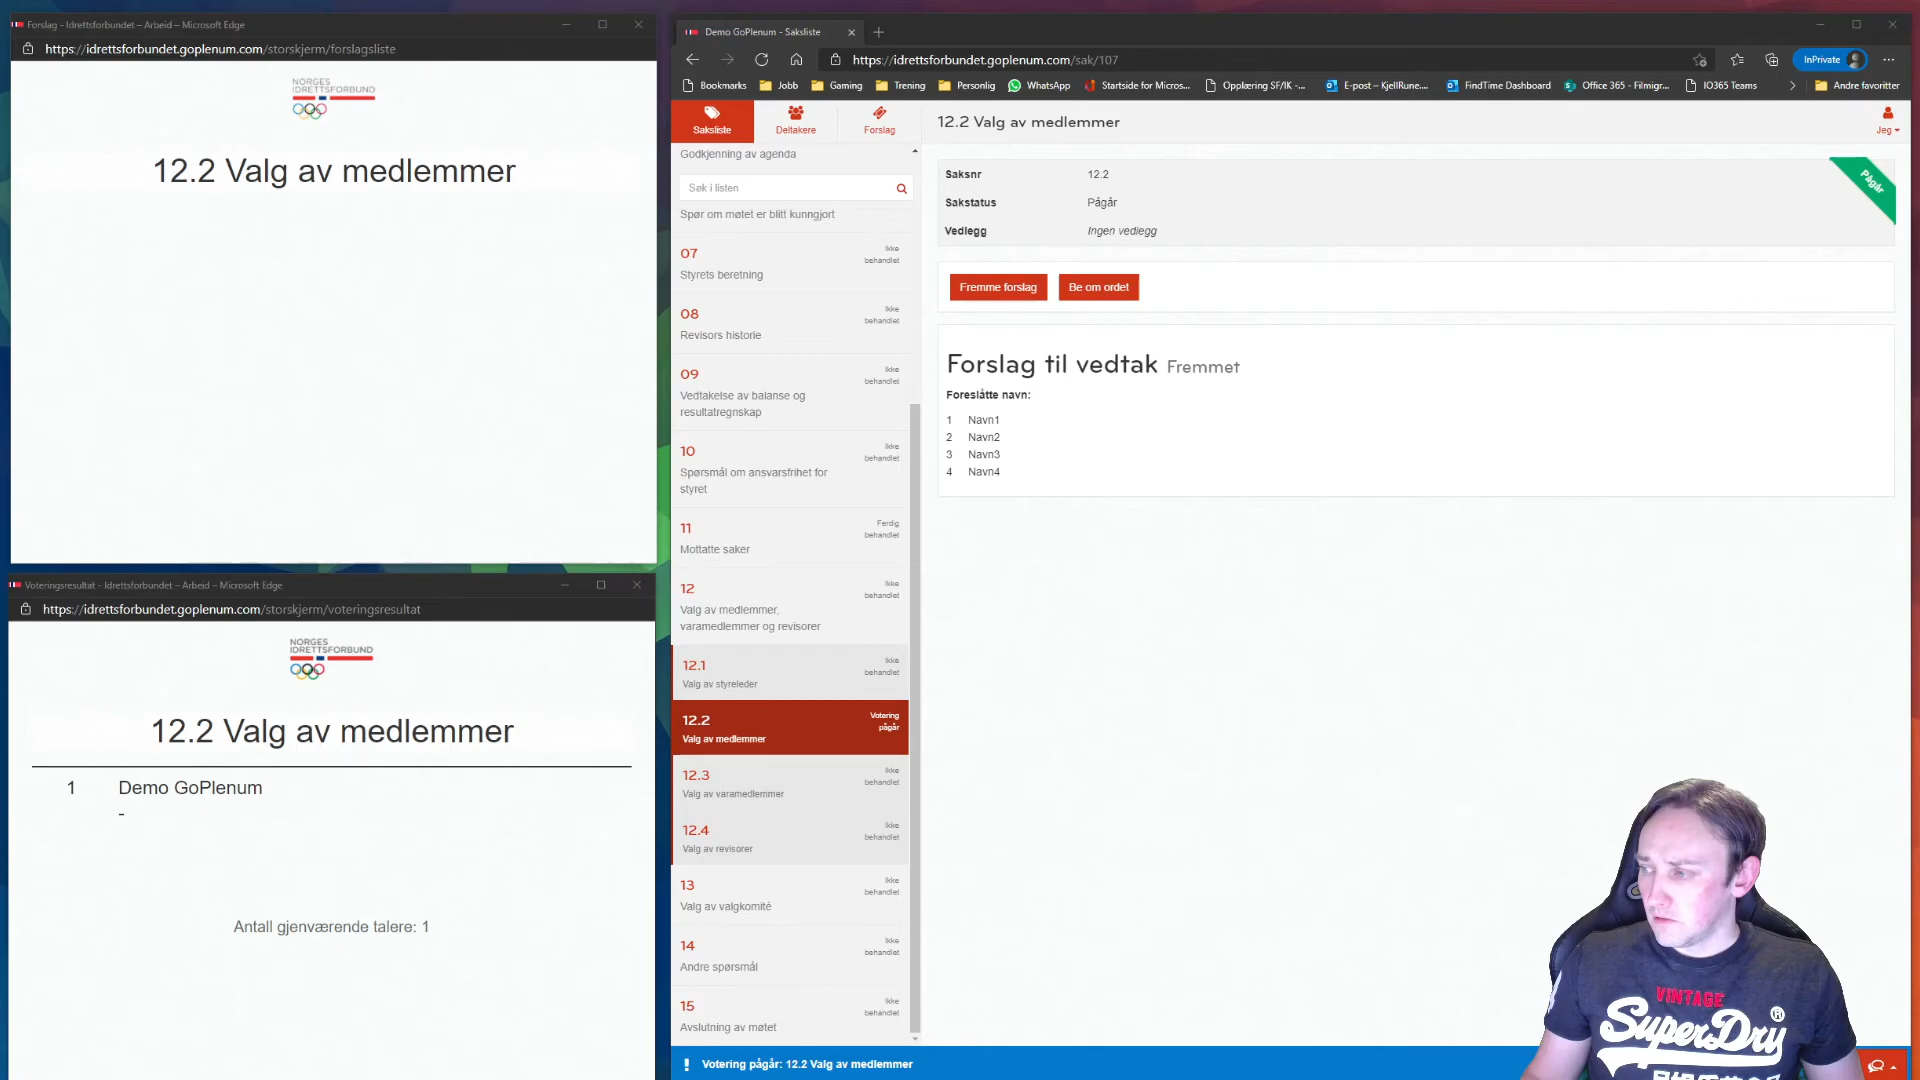 Forslag - Idrettsforbundet – Arbeid – Microsoft Edge
https://idrettsforbundet.goplenum.com/storskjerm/forslagsliste
NORGES
IDRETTSFORBUND
12.2 Valg av medlemmer
Voteringsresultat - Idrettsforbundet – Arbeid – Microsoft Edge
https://idrettsforbundet.goplenum.com/storskjerm/voteringsresultat
NORGES
IDRETTSFORBUND
12.2 Valg av medlemmer
1 Demo GoPlenum
-
Antall gjenværende talere: 1
Demo GoPlenum - Saksliste
https://idrettsforbundet.goplenum.com/sak/107
InPrivate
Bookmarks Jobb Gaming Trening Personlig WhatsApp Startside for Micros... Opplæring SF/IK -... E-post – KjellRune.... FindTime Dashboard Office 365 - Filmigr... IO365 Teams Andre favoritter
Saksliste Deltakere Forslag
12.2 Valg av medlemmer
Jeg
Godkjenning av agenda
Søk i listen
Spør om møtet er blitt kunngjort
07 Ikke behandlet
Styrets beretning
08 Ikke behandlet
Revisors historie
09 Ikke behandlet
Vedtakelse av balanse og
resultatregnskap
10 Ikke behandlet
Spørsmål om ansvarsfrihet for
styret
11 Ferdig behandlet
Mottatte saker
12 Ikke behandlet
Valg av medlemmer,
varamedlemmer og revisorer
12.1 Ikke behandlet
Valg av styreleder
12.2 Votering pågår
Valg av medlemmer
12.3 Ikke behandlet
Valg av varamedlemmer
12.4 Ikke behandlet
Valg av revisorer
13 Ikke behandlet
Valg av valgkomité
14 Ikke behandlet
Andre spørsmål
15 Ikke behandlet
Avslutning av møtet
Saksnr 12.2
Sakstatus Pågår
Vedlegg Ingen vedlegg
Pågår
Fremme forslag Be om ordet
Forslag til vedtak Fremmet
Foreslåtte navn:
1 Navn1
2 Navn2
3 Navn3
4 Navn4
! Votering pågår: 12.2 Valg av medlemmer
VINTAGE
SuperDry
®